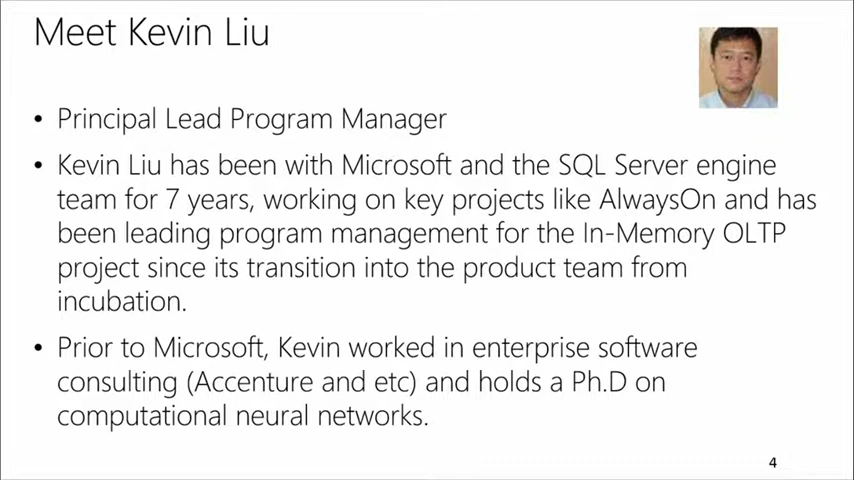 Meet Kevin Liu
• Principal Lead Program Manager
• Kevin Liu has been with Microsoft and the SQL Server engine
team for 7 years, working on key projects like AlwaysOn and has
been leading program management for the In-Memory OLTP
project since its transition into the product team from
incubation.
• Prior to Microsoft, Kevin worked in enterprise software
consulting (Accenture and etc) and holds a Ph.D on
computational neural networks.
4